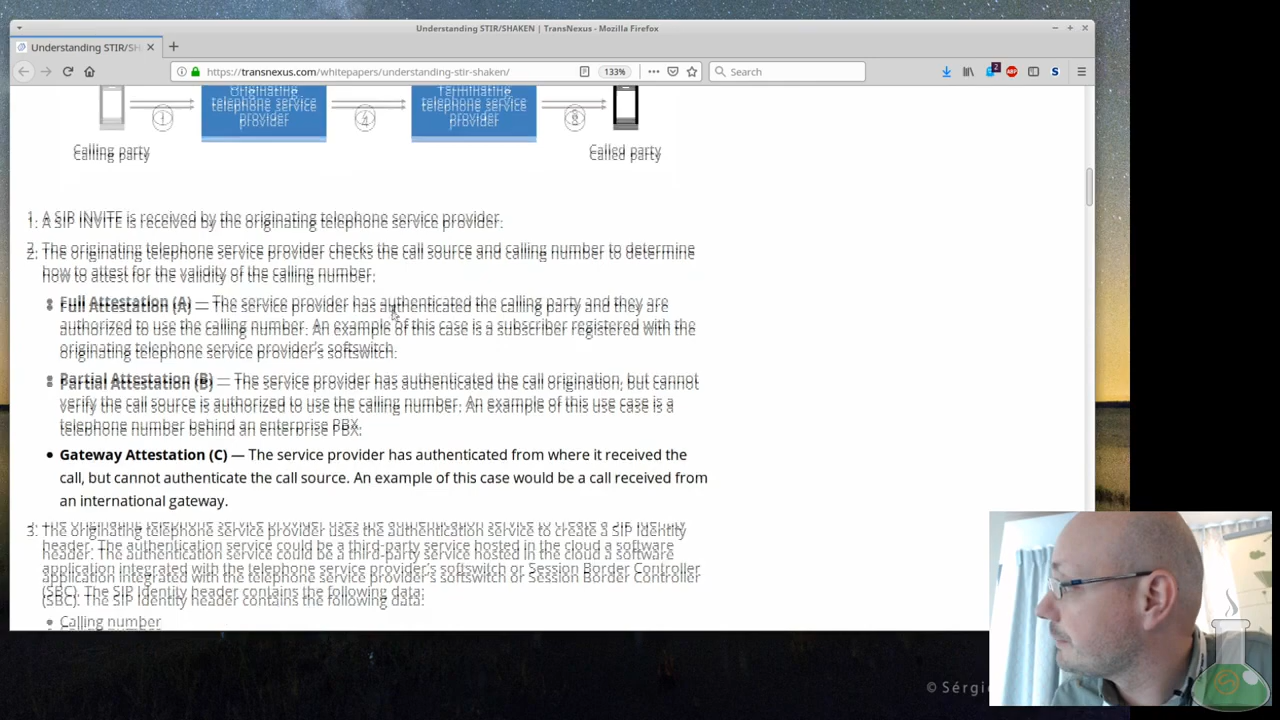 Understanding STIR/SHAKEN | TransNexus - Mozilla Firefox
Understanding STIR/SH
https://transnexus.com/whitepapers/understanding-stir-shaken/
133%
Search
2
ABP
S
Originating
telephone service
provider
Terminating
telephone service
provider
1
4
8
Calling party
Called party
1. A SIP INVITE is received by the originating telephone service provider.
2. The originating telephone service provider checks the call source and calling number to determine
how to attest for the validity of the calling number.
• Full Attestation (A) — The service provider has authenticated the calling party and they are
authorized to use the calling number. An example of this case is a subscriber registered with the
originating telephone service provider's softswitch.
• Partial Attestation (B) — The service provider has authenticated the call origination, but cannot
verify the call source is authorized to use the calling number. An example of this use case is a
telephone number behind an enterprise PBX.
• Gateway Attestation (C) — The service provider has authenticated from where it received the
call, but cannot authenticate the call source. An example of this case would be a call received from
an international gateway.
3. The originating telephone service provider uses the authentication service to create a SIP Identity
header. The authentication service could be a third-party service hosted in the cloud a software
application integrated with the telephone service provider's softswitch or Session Border Controller
(SBC). The SIP Identity header contains the following data:
• Calling number
© Sérgi